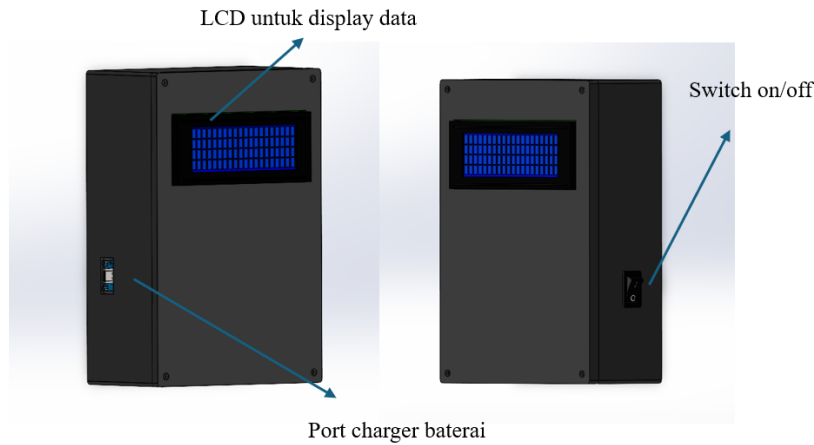 LCD untuk display data
Switch on/off
Port charger baterai